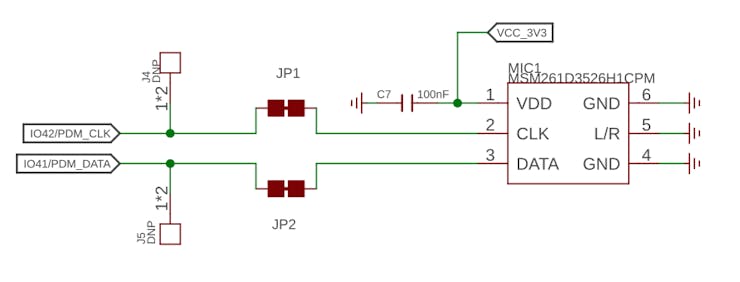 VCC_3V3
MIC1
MSM261D3526H1CPM
J4
DNP
JP1
1*2
C7 100nF
1 VDD GND 6
IO42/PDM_CLK
2 CLK L/R 5
IO41/PDM_DATA
3 DATA GND 4
1*2
JP2
J5
DNP